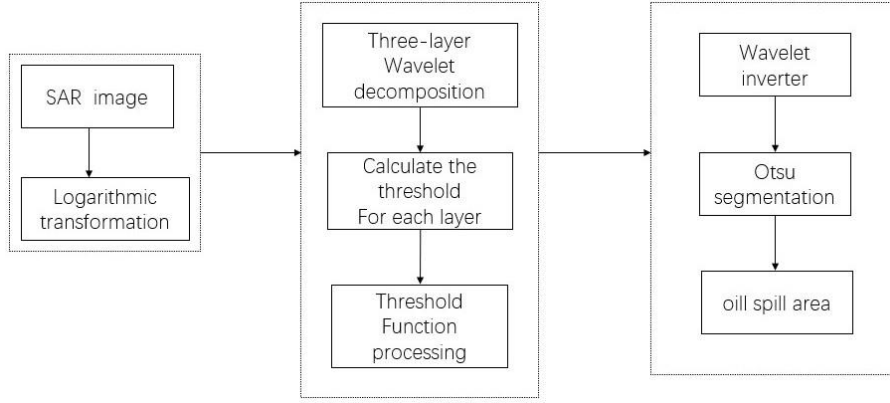 SAR image
Logarithmic
transformation
Three-layer
Wavelet
decomposition
Calculate the
threshold
For each layer
Threshold
Function
processing
Wavelet
inverter
Otsu
segmentation
oill spill area